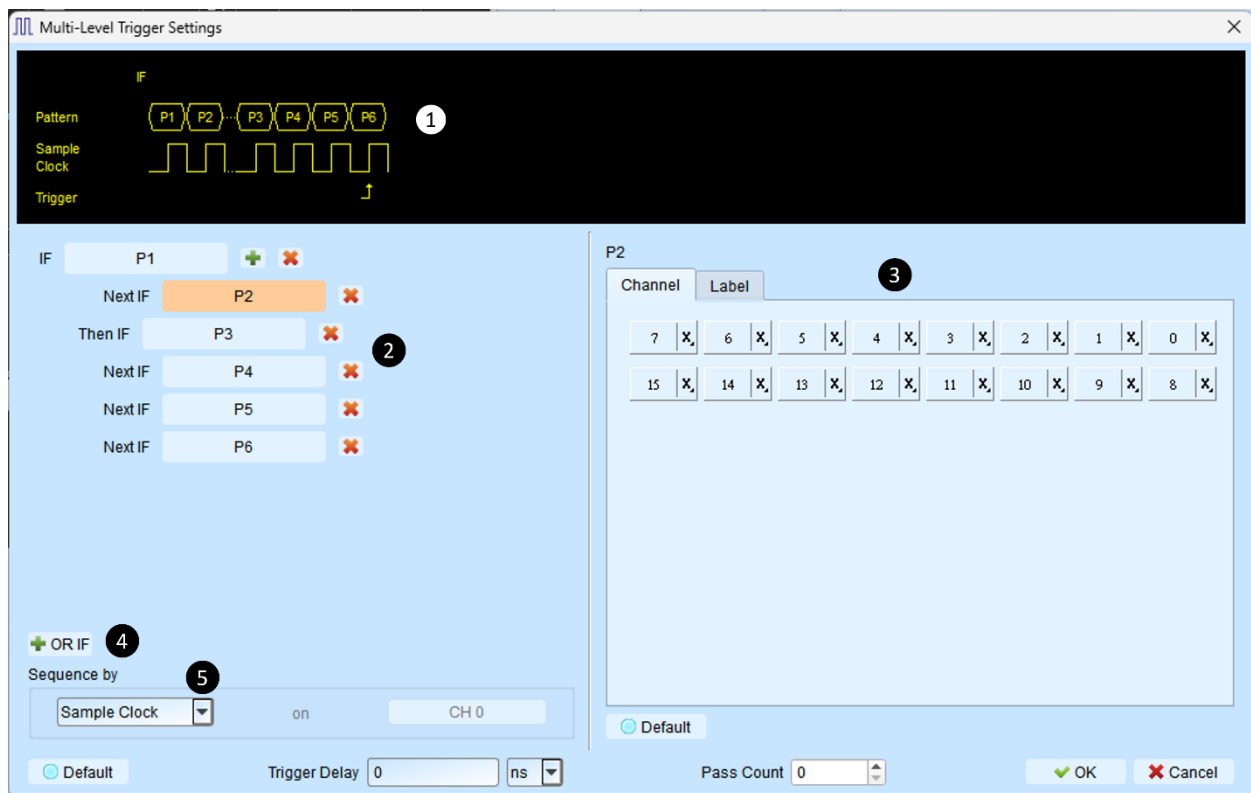 Multi-Level Trigger Settings
IF
Pattern P1 P2 ... P3 P4 P5 P6 1
Sample
Clock
Trigger
IF P1
Next IF P2
Then IF P3
2
Next IF P4
Next IF P5
Next IF P6
+ OR IF 4
Sequence by 5
Sample Clock on CH 0
Default Trigger Delay 0 ns
P2
Channel Label 3
7 X 6 X 5 X 4 X 3 X 2 X 1 X 0 X
15 X 14 X 13 X 12 X 11 X 10 X 9 X 8 X
Default
Pass Count 0 OK Cancel